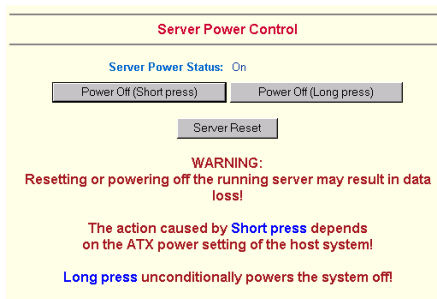 Server Power Control
Server Power Status: On
Power Off (Short press) Power Off (Long press)
Server Reset
WARNING:
Resetting or powering off the running server may result in data
loss!
The action caused by Short press depends
on the ATX power setting of the host system!
Long press unconditionally powers the system off!